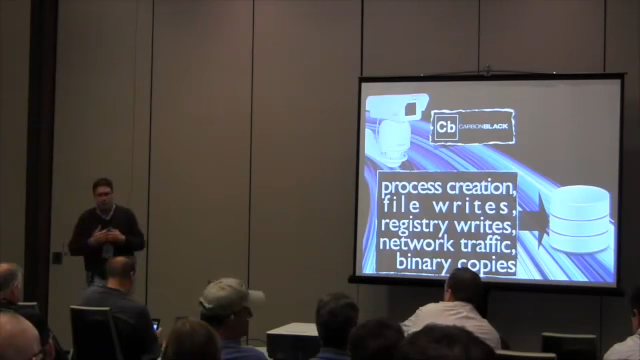 Cb CARBONBLACK
process creation,
file writes,
registry writes,
network traffic,
binary copies